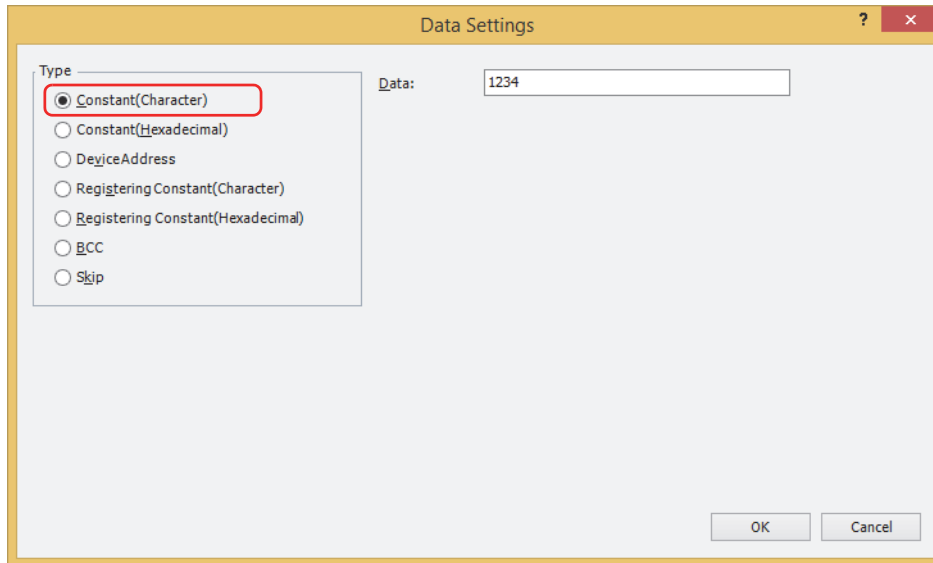 Data Settings
? ×
Type
Constant(Character)
Constant(Hexadecimal)
DeviceAddress
Registering Constant(Character)
Registering Constant(Hexadecimal)
BCC
Skip
Data: 1234
OK Cancel